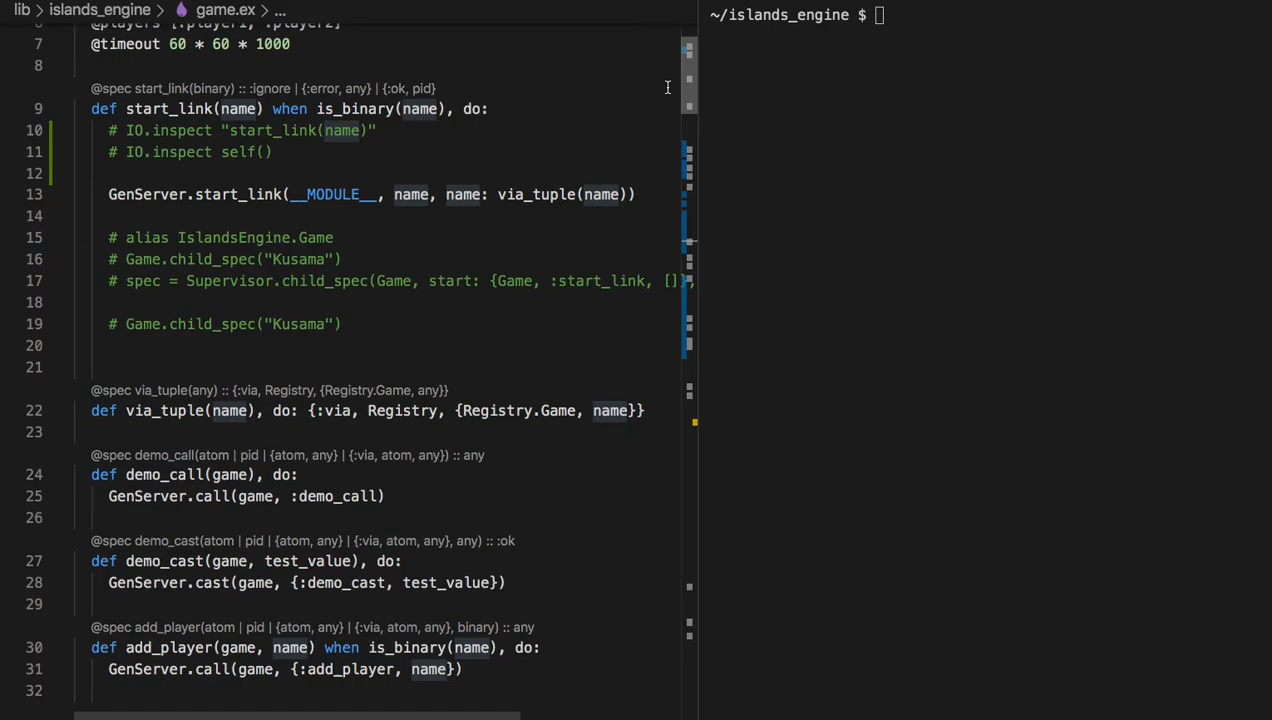 lib > islands_engine > game.ex > ...
~/islands_engine $
6 @players [:player1, :player2]
7 @timeout 60 * 60 * 1000
8
@spec start_link(binary) :: :ignore | {:error, any} | {:ok, pid}
9 def start_link(name) when is_binary(name), do:
10 # IO.inspect "start_link(name)"
11 # IO.inspect self()
12
13 GenServer.start_link(__MODULE__, name, name: via_tuple(name))
14
15 # alias IslandsEngine.Game
16 # Game.child_spec("Kusama")
17 # spec = Supervisor.child_spec(Game, start: {Game, :start_link, []},
18
19 # Game.child_spec("Kusama")
20
21
@spec via_tuple(any) :: {:via, Registry, {Registry.Game, any}}
22 def via_tuple(name), do: {:via, Registry, {Registry.Game, name}}
23
@spec demo_call(atom | pid | {atom, any} | {:via, atom, any}) :: any
24 def demo_call(game), do:
25 GenServer.call(game, :demo_call)
26
@spec demo_cast(atom | pid | {atom, any} | {:via, atom, any}, any) :: :ok
27 def demo_cast(game, test_value), do:
28 GenServer.cast(game, {:demo_cast, test_value})
29
@spec add_player(atom | pid | {atom, any} | {:via, atom, any}, binary) :: any
30 def add_player(game, name) when is_binary(name), do:
31 GenServer.call(game, {:add_player, name})
32